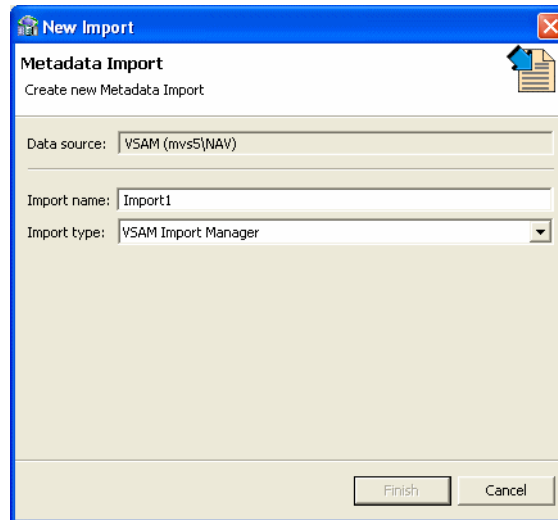 New Import
Metadata Import
Create new Metadata Import
Data source: VSAM (mvs5\NAV)
Import name: Import1
Import type: VSAM Import Manager
Finish Cancel